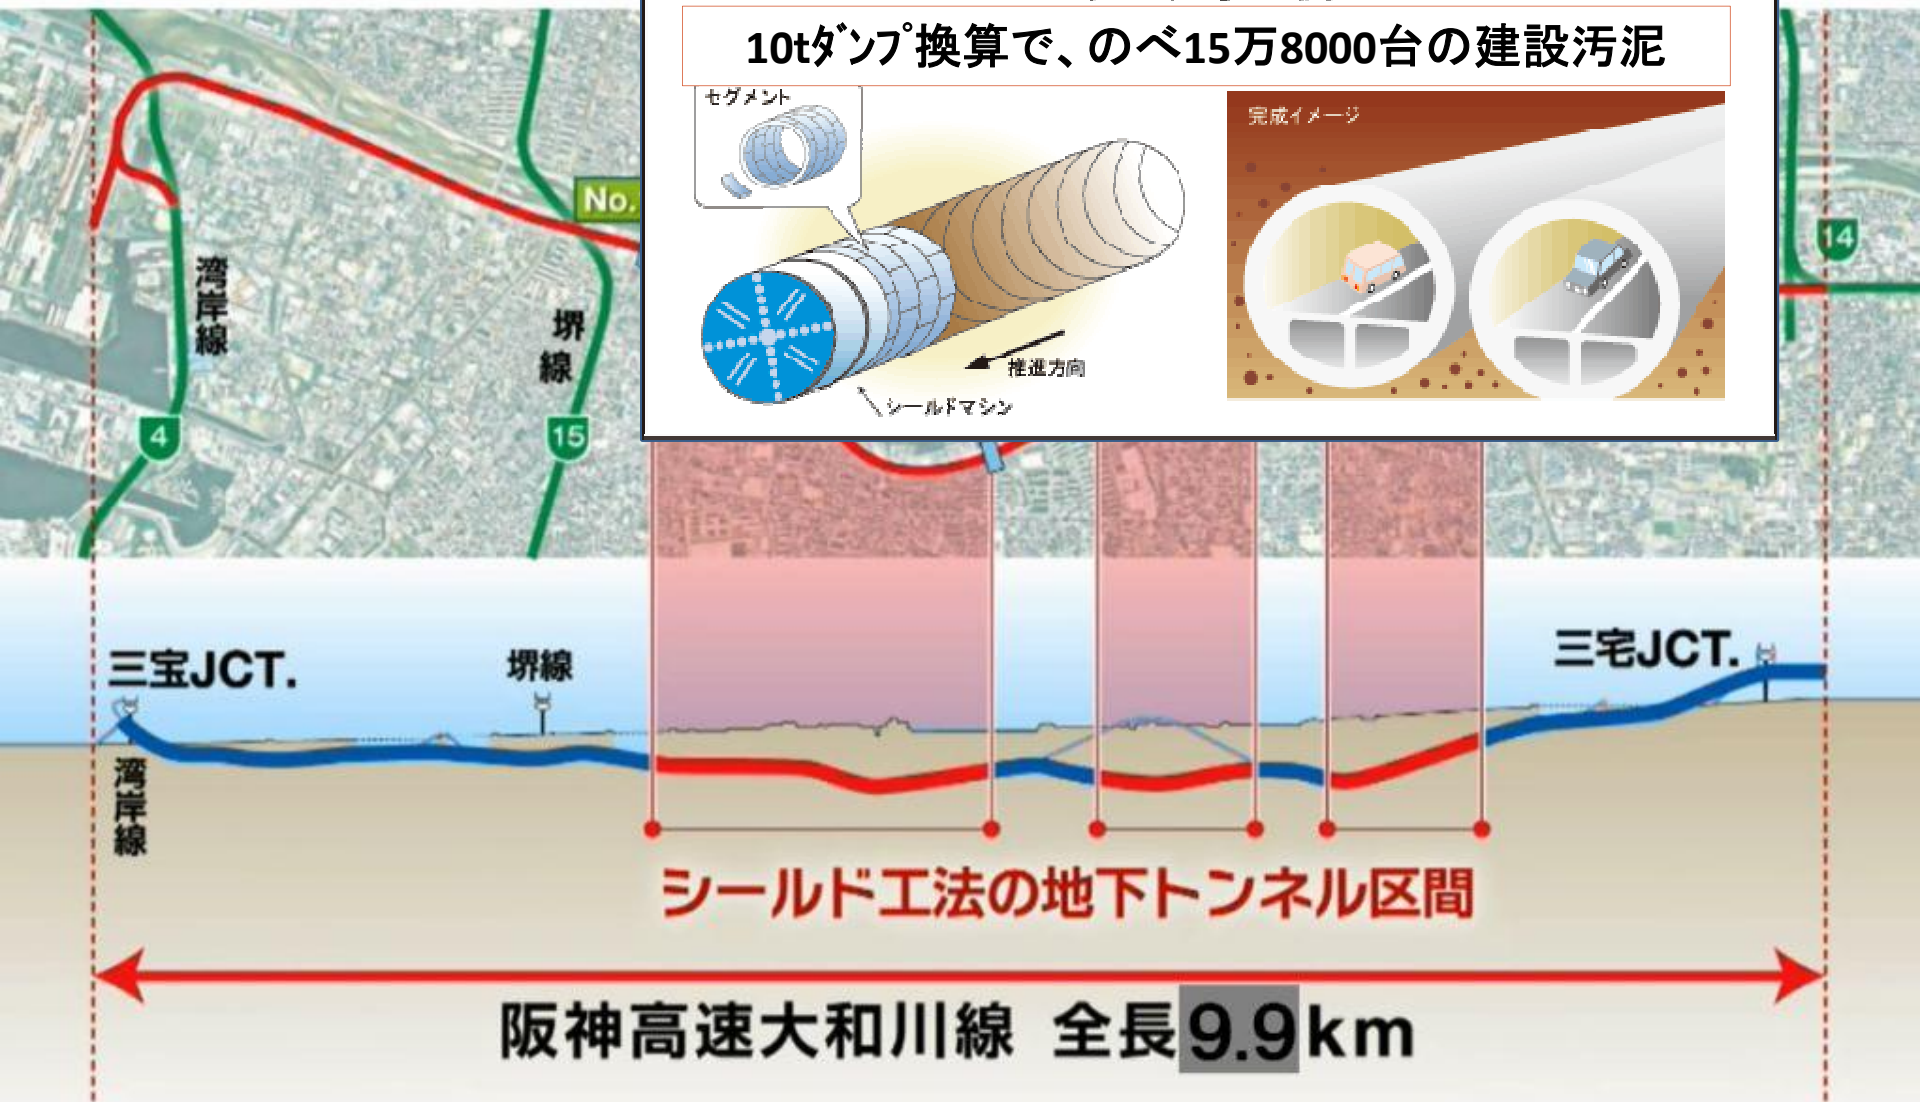 10tﾀﾞﾝﾌﾟ換算で、のべ15万8000台の建設汚泥
セグメント
完成イメージ
推進方向
シールドマシン
No.
湾岸線
堺線
4
15
14
三宝JCT.
堺線
三宅JCT.
湾岸線
シールド工法の地下トンネル区間
阪神高速大和川線 全長9.9km